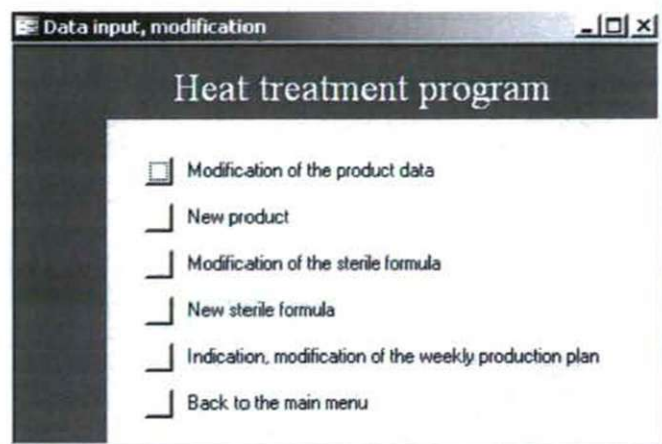 Data input, modification
Heat treatment program
Modification of the product data
New product
Modification of the sterile formula
New sterile formula
Indication, modification of the weekly production plan
Back to the main menu